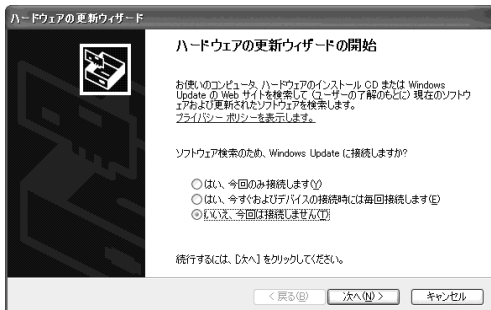 ハードウェアの更新ウィザード
ハードウェアの更新ウィザードの開始
お使いのコンピュータ、ハードウェアのインストール CD または Windows
Update の Web サイトを検索して (ユーザーの了解のもとに) 現在のソフトウ
ェアおよび更新されたソフトウェアを検索します。
プライバシー ポリシーを表示します。
ソフトウェア検索のため、Windows Update に接続しますか?
はい、今回のみ接続します(Y)
はい、今すぐおよびデバイスの接続時には毎回接続します(E)
いいえ、今回は接続しません(T)
続行するには、[次へ] をクリックしてください。
< 戻る(B)
次へ(N) >
キャンセル